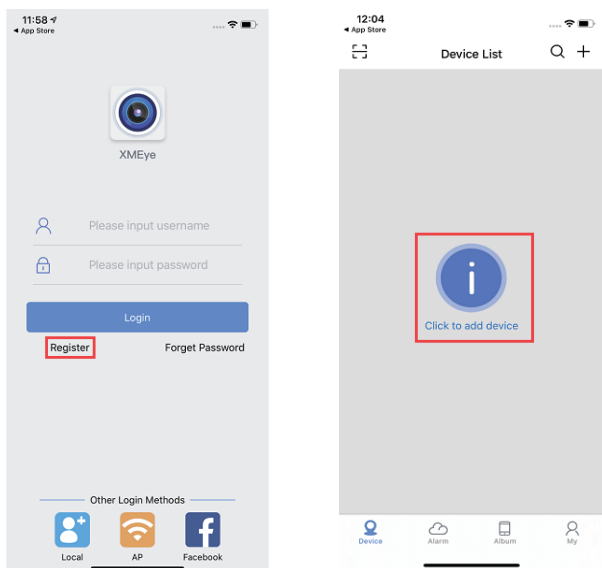 11:58
◄ App Store
XMEye
Please input username
Please input password
Login
Register
Forget Password
Other Login Methods
Local
AP
Facebook
12:04
◄ App Store
Device List
i
Click to add device
Device
Alarm
Album
My